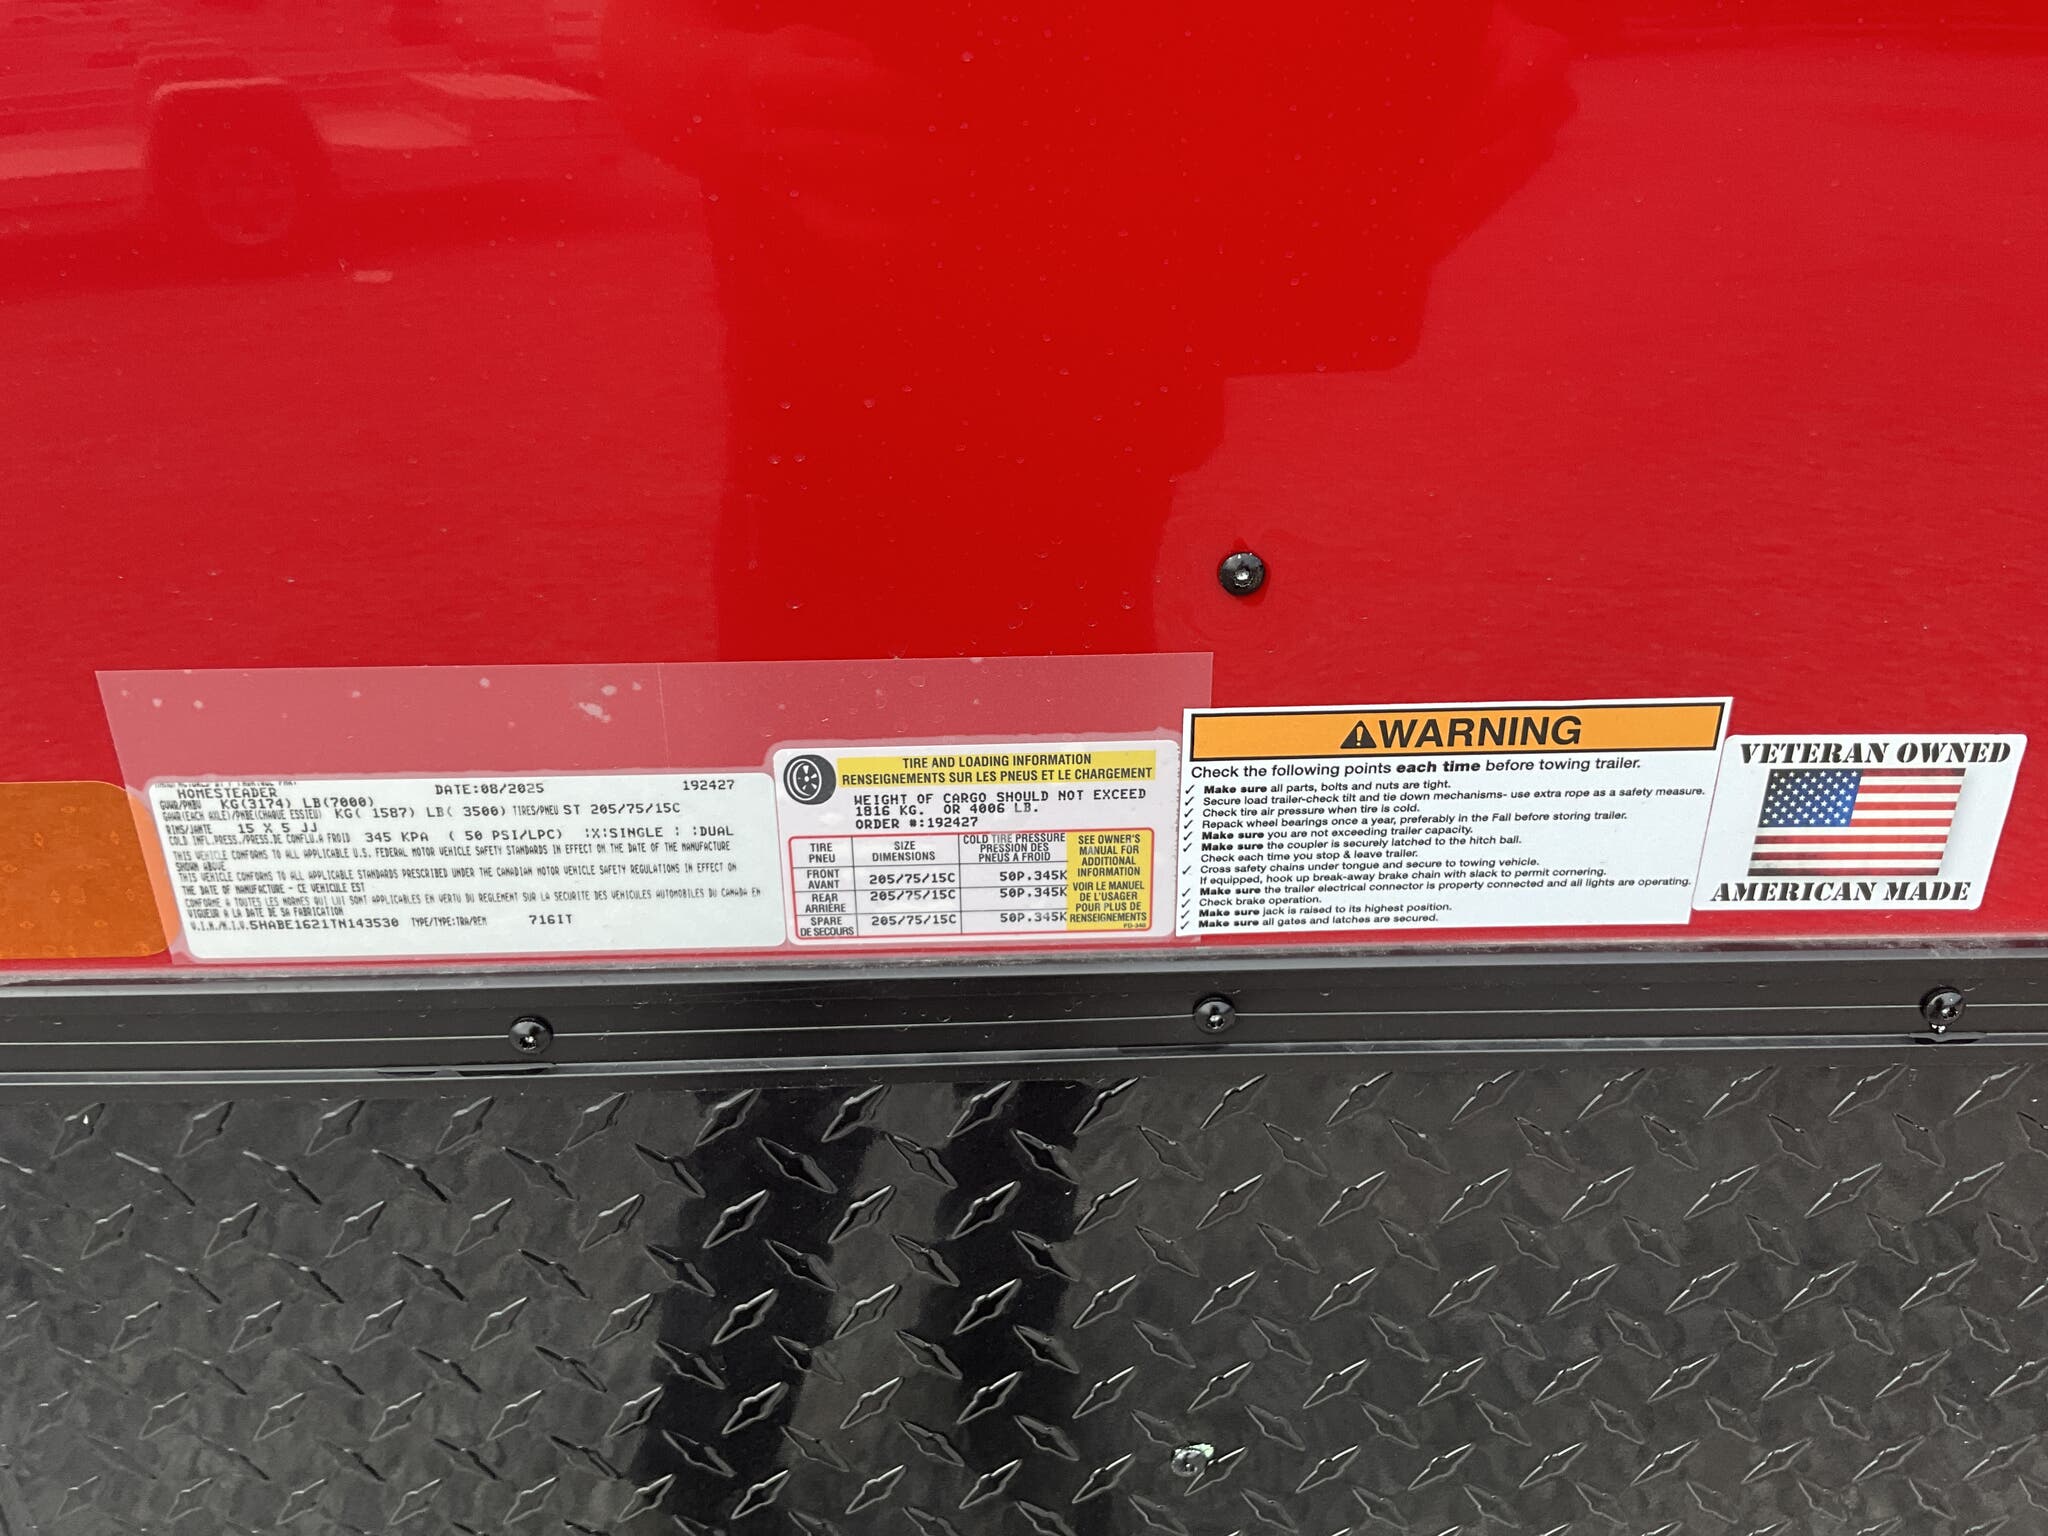 HOMESTEADER DATE:08/2025 192427
GVWR/PNBV KG(3174) LB(7000)
GAWR(EACH AXLE)/PNBE(CHAQUE ESSIEU) KG( 1587) LB( 3500) TIRES/PNEU ST 205/75/15C
RIMS/JANTE 15 X 5 JJ
COLD INFL.PRESS./PRESS.DE CONFL.A FROID 345 KPA ( 50 PSI/LPC) :X:SINGLE : :DUAL
THIS VEHICLE CONFORMS TO ALL APPLICABLE U.S. FEDERAL MOTOR VEHICLE SAFETY STANDARDS IN EFFECT ON THE DATE OF THE MANUFACTURE
SHOWN ABOVE
THIS VEHICLE CONFORMS TO ALL APPLICABLE STANDARDS PRESCRIBED UNDER THE CANADIAN MOTOR VEHICLE SAFETY REGULATIONS IN EFFECT ON
THE DATE OF MANUFACTURE - CE VEHICULE EST
CONFORME A TOUTES LES NORMES QUI LUI SONT APPLICABLES EN VERTU DU REGLEMENT SUR LA SECURITE DES VEHICULES AUTOMOBILES DU CANADA EN
VIGUEUR A LA DATE DE SA FABRICATION
V.I.N./N.I.V.5HABE1621TN143530 TYPE/TYPE:TRA/REM 716IT
TIRE AND LOADING INFORMATION
RENSEIGNEMENTS SUR LES PNEUS ET LE CHARGEMENT
WEIGHT OF CARGO SHOULD NOT EXCEED
1816 KG. OR 4006 LB.
ORDER #:192427
TIRE
PNEU
SIZE
DIMENSIONS
COLD TIRE PRESSURE
PRESSION DES
PNEUS A FROID
FRONT
AVANT
205/75/15C 50P.345K
REAR
ARRIÈRE
205/75/15C 50P.345K
SPARE
DE SECOURS
205/75/15C 50P.345K
SEE OWNER'S
MANUAL FOR
ADDITIONAL
INFORMATION
VOIR LE MANUEL
DE L'USAGER
POUR PLUS DE
RENSEIGNEMENTS
PD-340
WARNING
Check the following points each time before towing trailer.
✓ Make sure all parts, bolts and nuts are tight.
✓ Secure load trailer-check tilt and tie down mechanisms- use extra rope as a safety measure.
✓ Check tire air pressure when tire is cold.
✓ Repack wheel bearings once a year, preferably in the Fall before storing trailer.
✓ Make sure you are not exceeding trailer capacity.
✓ Make sure the coupler is securely latched to the hitch ball.
Check each time you stop & leave trailer.
✓ Cross safety chains under tongue and secure to towing vehicle.
If equipped, hook up break-away brake chain with slack to permit cornering.
✓ Make sure the trailer electrical connector is property connected and all lights are operating.
✓ Check brake operation.
✓ Make sure jack is raised to its highest position.
✓ Make sure all gates and latches are secured.
VETERAN OWNED
AMERICAN MADE